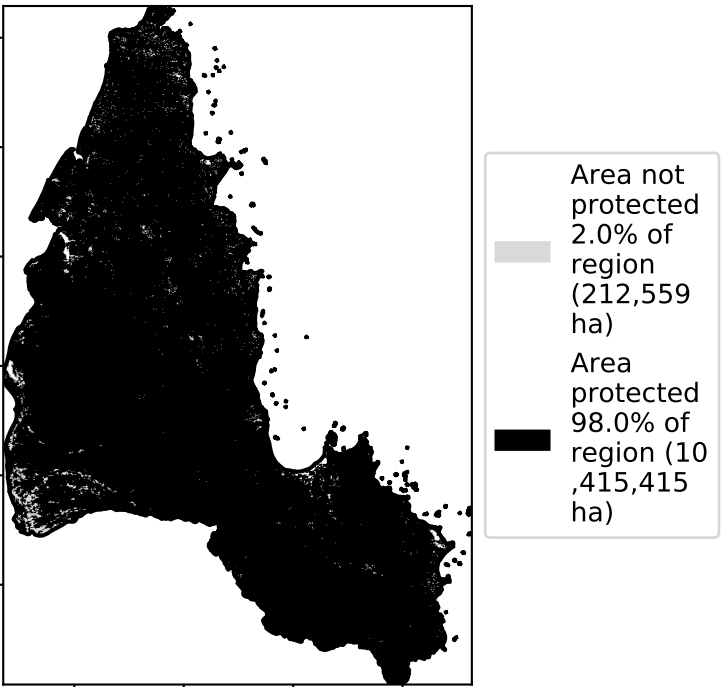 Area not
protected
2.0% of
region
(212,559
ha)
Area
protected
98.0% of
region (10
,415,415
ha)